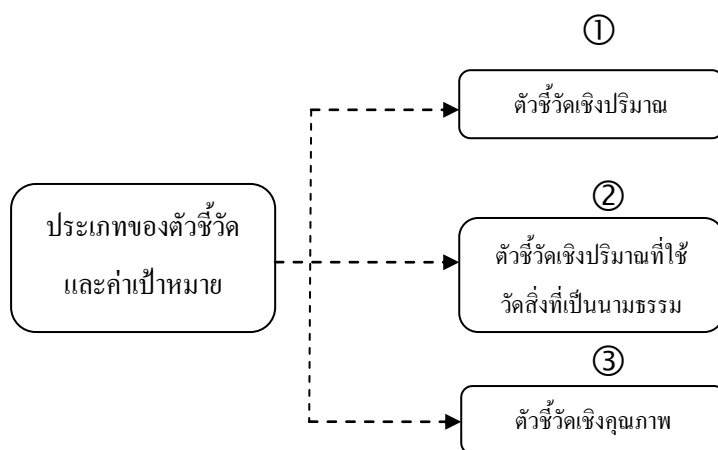 ①
ตัวชี้วัดเชิงปริมาณ
ประเภทของตัวชี้วัด
และค่าเป้าหมาย
②
ตัวชี้วัดเชิงปริมาณที่ใช้
วัดสิ่งที่เป็นนามธรรม
③
ตัวชี้วัดเชิงคุณภาพ